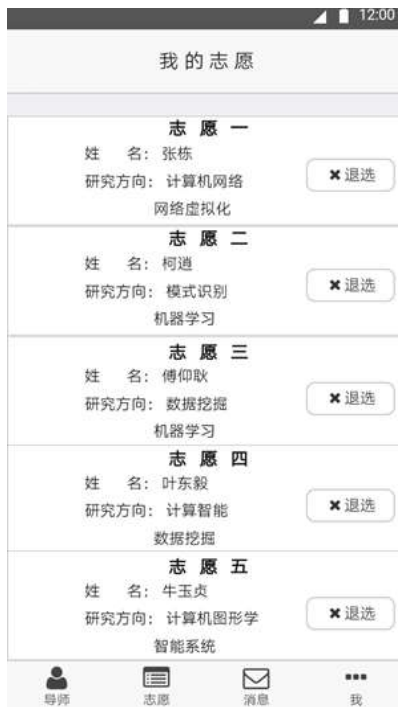 12:00
我的志愿
志 愿 一
姓 名: 张栋
研究方向: 计算机网络
✖退选
网络虚拟化
志 愿 二
姓 名: 柯逍
研究方向: 模式识别
✖退选
机器学习
志 愿 三
姓 名: 傅仰耿
研究方向: 数据挖掘
✖退选
机器学习
志 愿 四
姓 名: 叶东毅
研究方向: 计算智能
✖退选
数据挖掘
志 愿 五
姓 名: 牛玉贞
研究方向: 计算机图形学
✖退选
智能系统
导师 志愿 消息 我